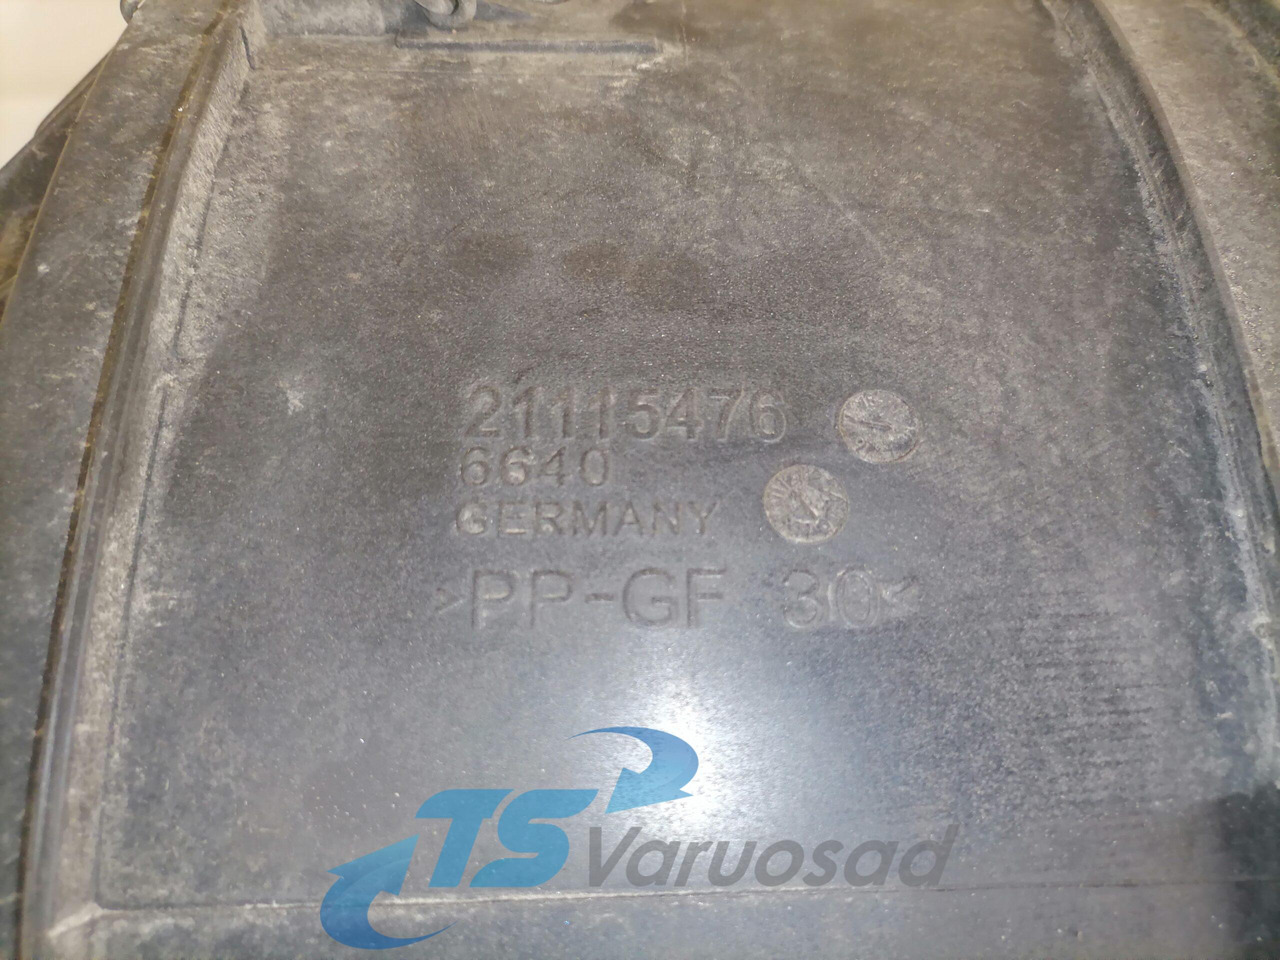 21115476
6640
GERMANY
>PP-GF 30<
TS Varuosad